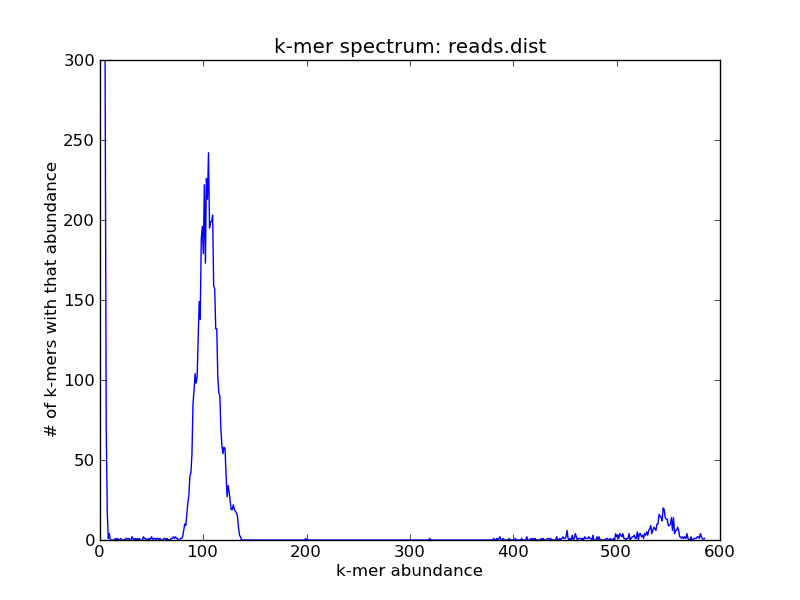 k-mer spectrum: reads.dist
300
250
200
150
100
50
0
# of k-mers with that abundance
0 100 200 300 400 500 600
k-mer abundance